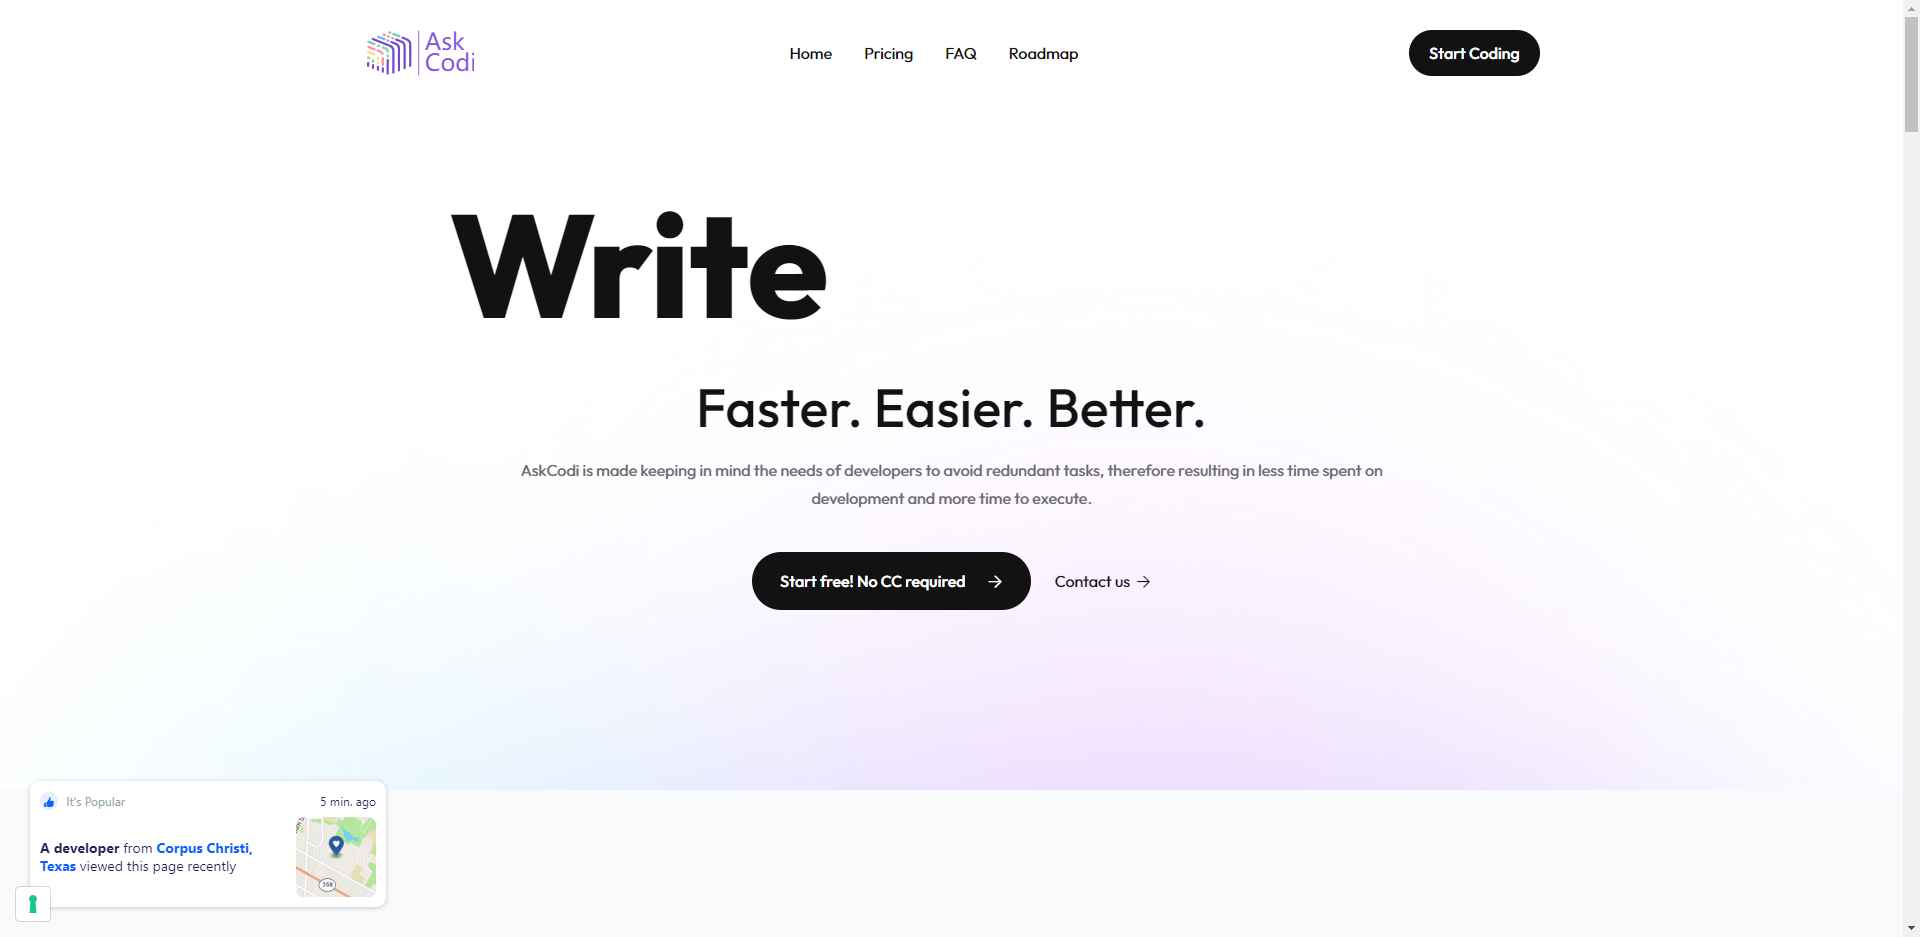 Ask
Codi
Home
Pricing
FAQ
Roadmap
Start Coding
Write
Faster. Easier. Better.
AskCodi is made keeping in mind the needs of developers to avoid redundant tasks, therefore resulting in less time spent on
development and more time to execute.
Start free! No CC required
Contact us
It's Popular
5 min. ago
A developer from Corpus Christi,
Texas viewed this page recently
358